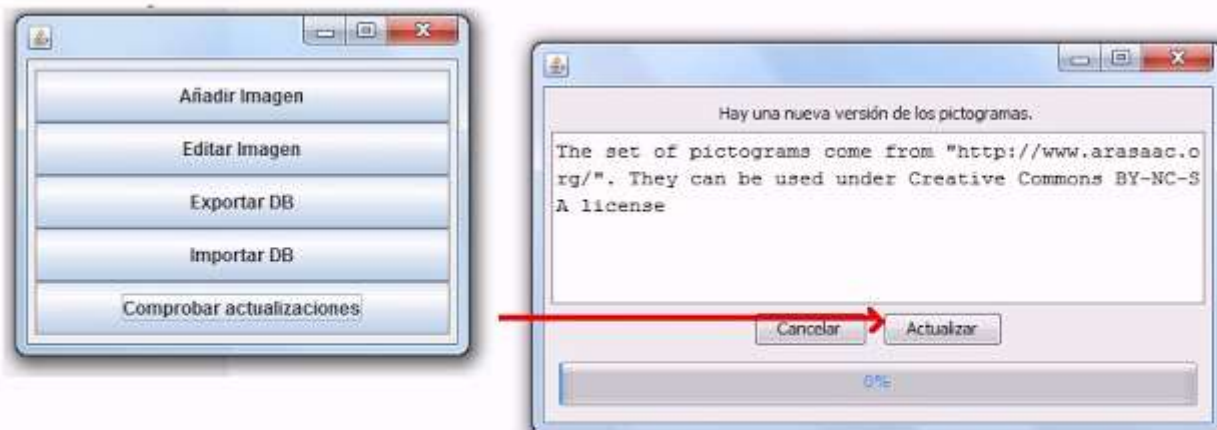 Añadir Imagen
Editar Imagen
Exportar DB
Importar DB
Comprobar actualizaciones
Hay una nueva versión de los pictogramas.
The set of pictograms come from "http://www.arasaac.o
rg/". They can be used under Creative Commons BY-NC-S
A license
Cancelar
Actualizar
0%